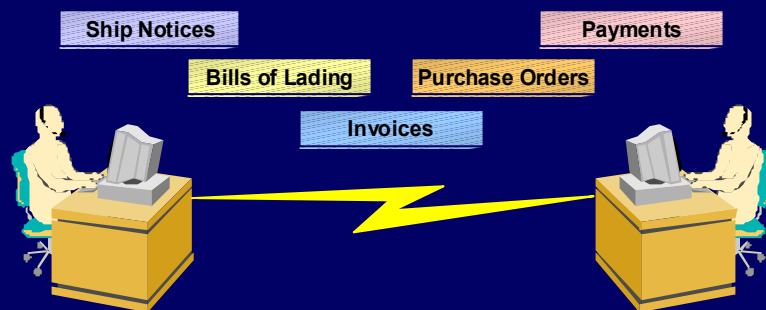 Ship Notices
Payments
Bills of Lading
Purchase Orders
Invoices